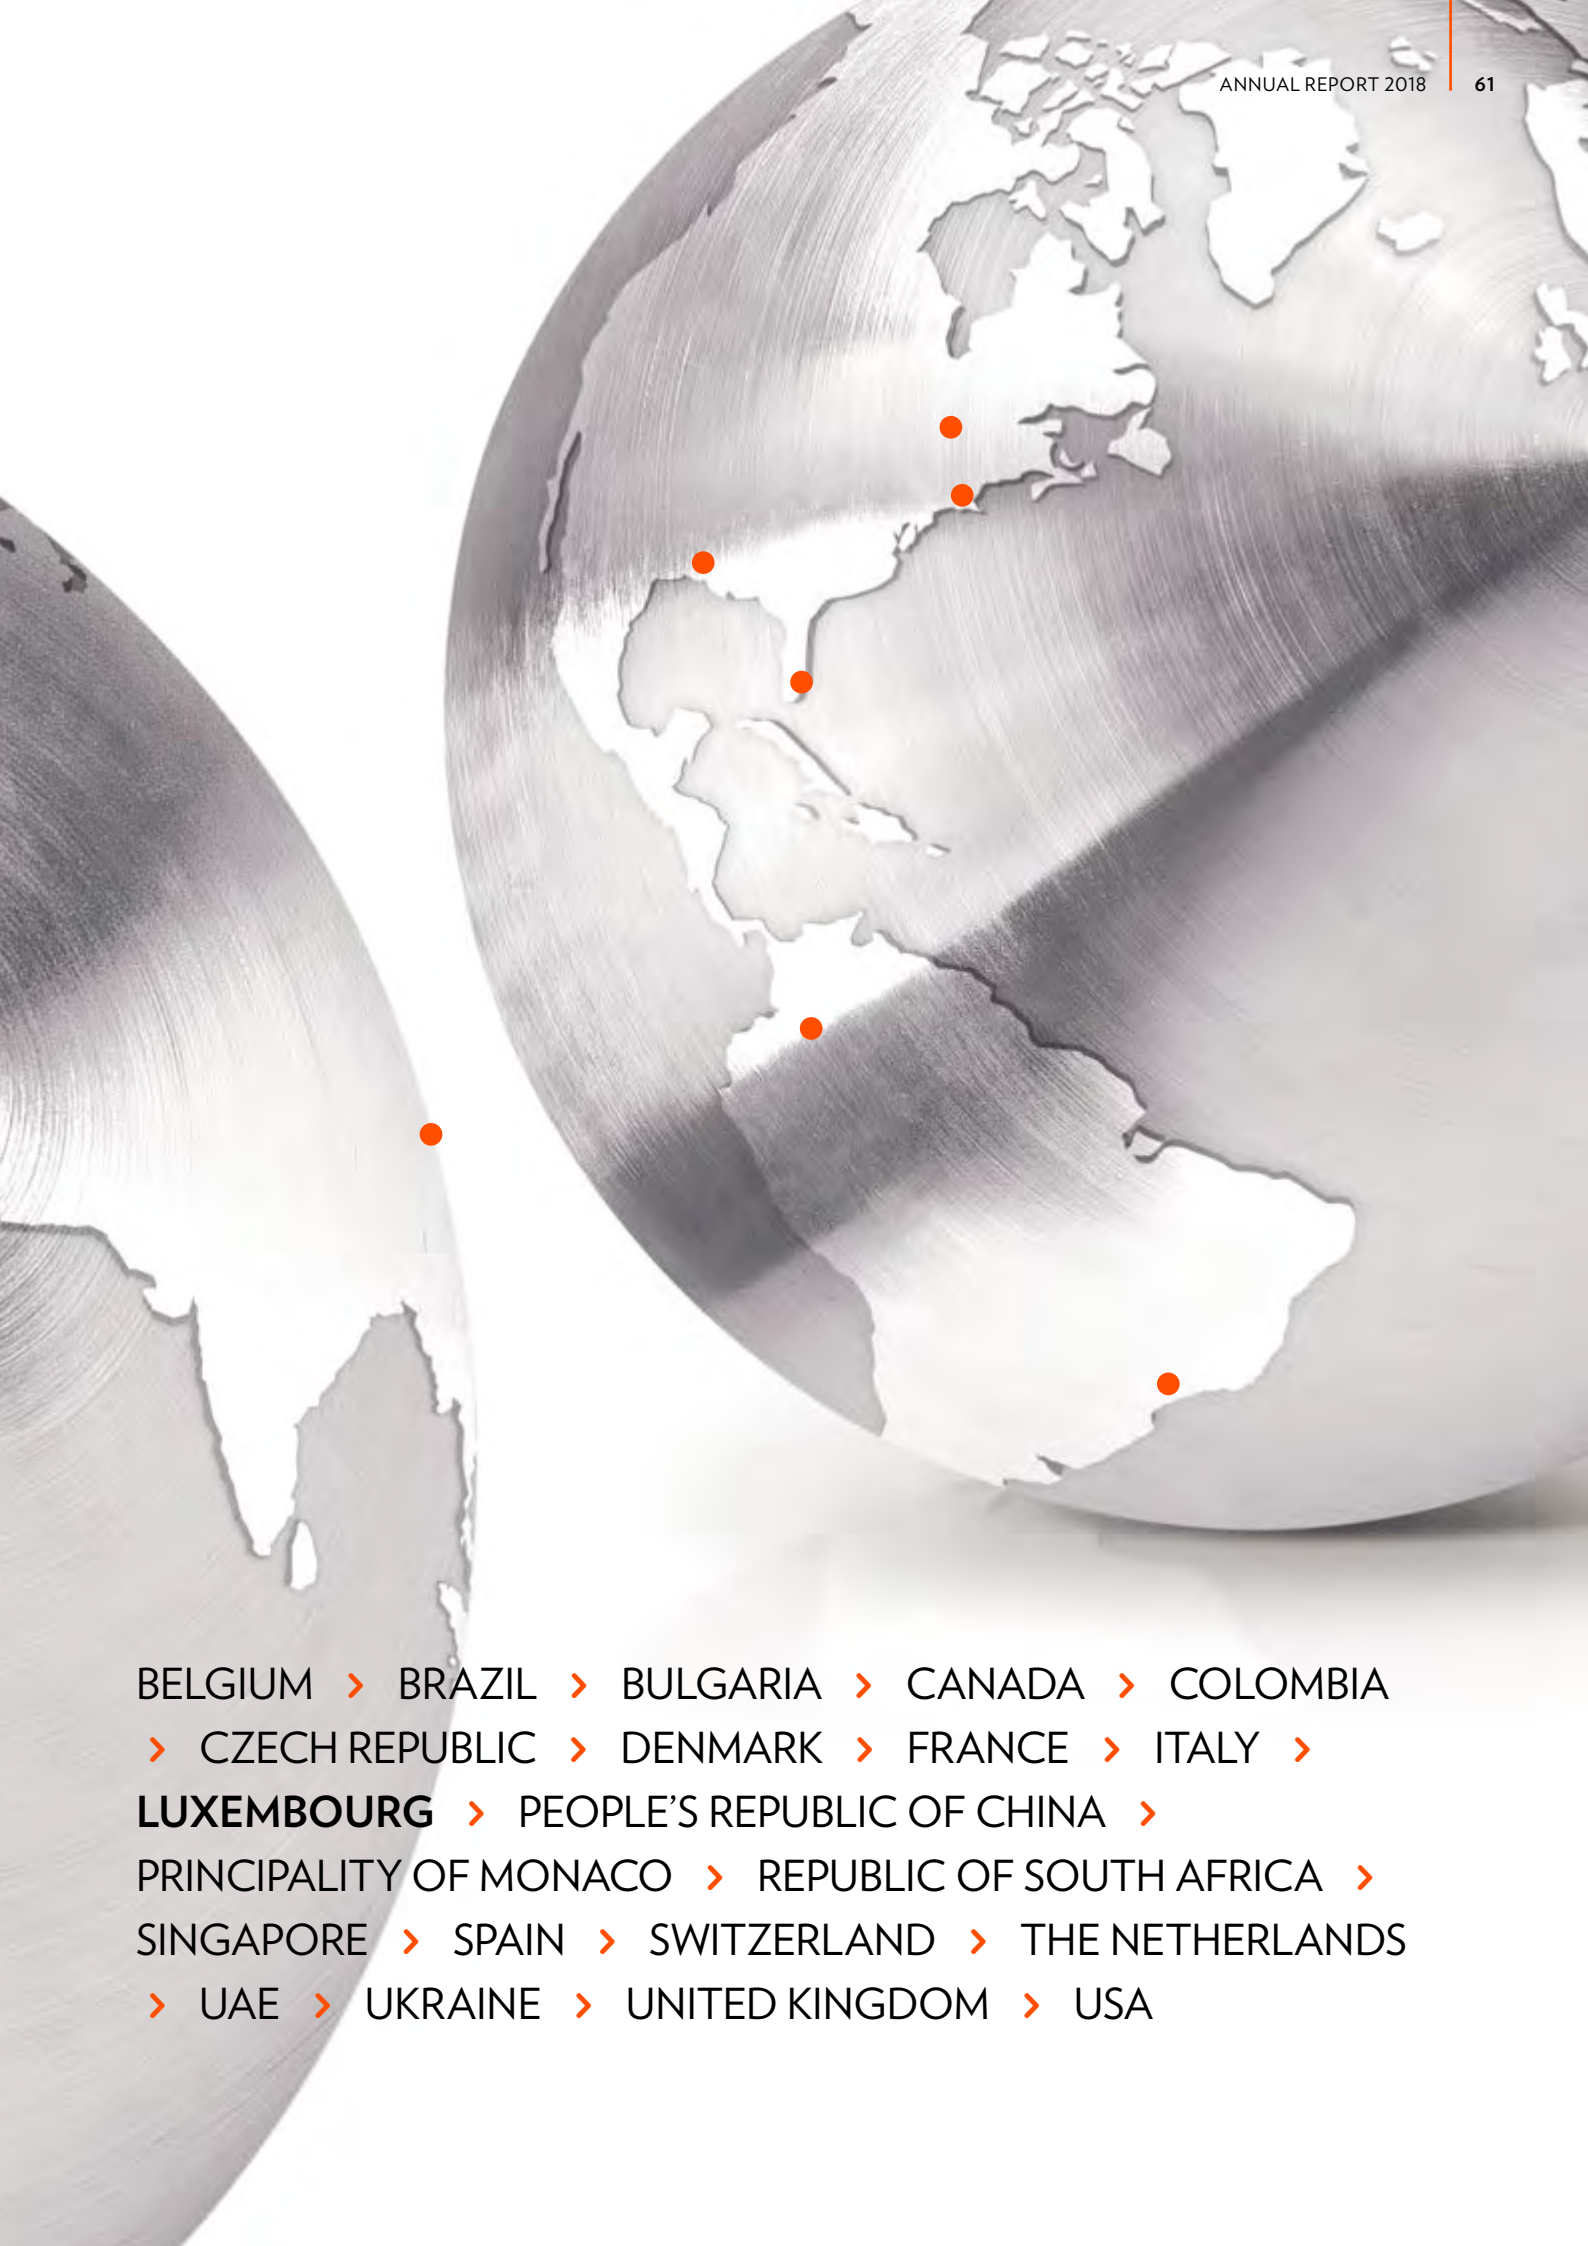 ANNUAL REPORT 2018 61
BELGIUM > BRAZIL > BULGARIA > CANADA > COLOMBIA
> CZECH REPUBLIC > DENMARK > FRANCE > ITALY >
LUXEMBOURG > PEOPLE’S REPUBLIC OF CHINA >
PRINCIPALITY OF MONACO > REPUBLIC OF SOUTH AFRICA >
SINGAPORE > SPAIN > SWITZERLAND > THE NETHERLANDS
> UAE > UKRAINE > UNITED KINGDOM > USA